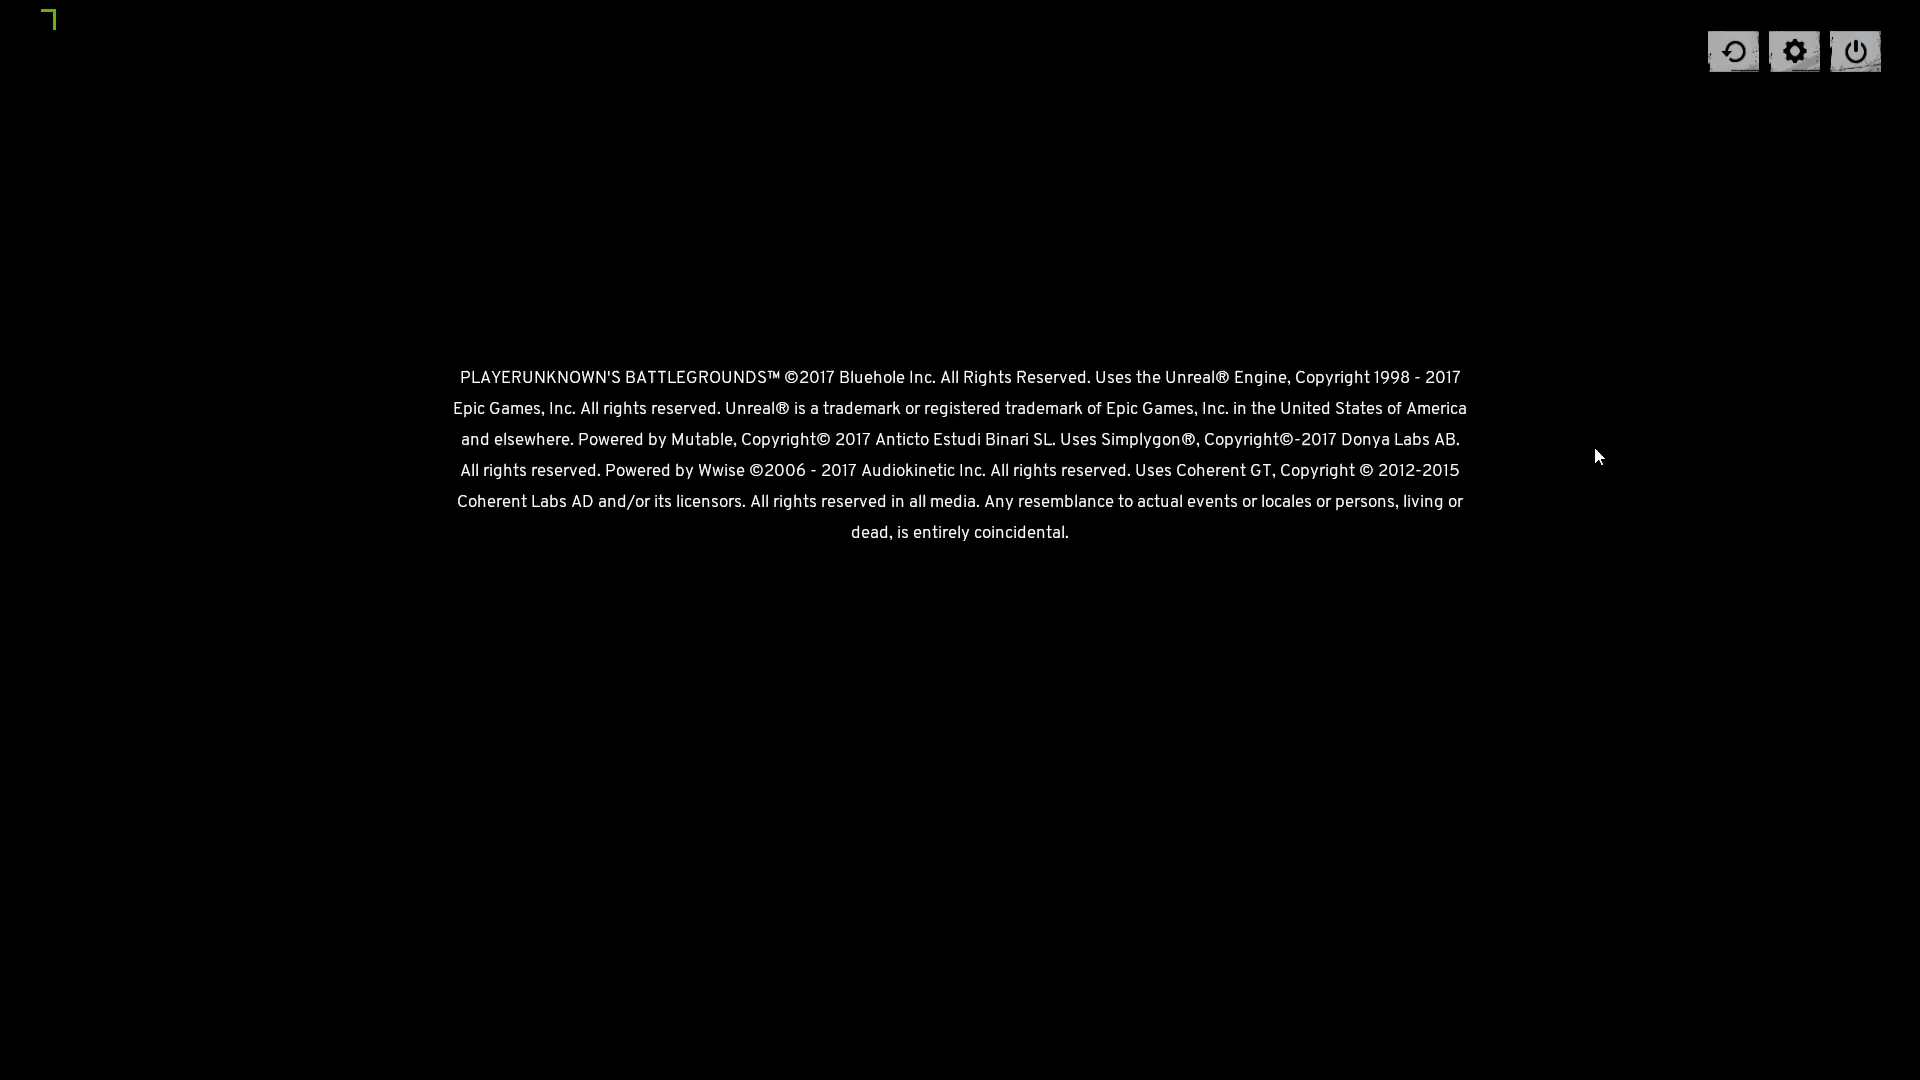 PLAYERUNKNOWN'S BATTLEGROUNDS™ ©2017 Bluehole Inc. All Rights Reserved. Uses the Unreal® Engine, Copyright 1998 - 2017
Epic Games, Inc. All rights reserved. Unreal® is a trademark or registered trademark of Epic Games, Inc. in the United States of America
and elsewhere. Powered by Mutable, Copyright© 2017 Anticto Estudi Binari SL. Uses Simplygon®, Copyright©-2017 Donya Labs AB.
All rights reserved. Powered by Wwise ©2006 - 2017 Audiokinetic Inc. All rights reserved. Uses Coherent GT, Copyright © 2012-2015
Coherent Labs AD and/or its licensors. All rights reserved in all media. Any resemblance to actual events or locales or persons, living or
dead, is entirely coincidental.